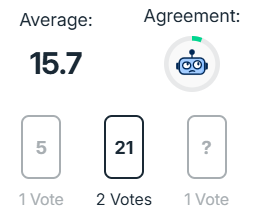 Average:
Agreement:
15.7
5
21
?
1 Vote
2 Votes
1 Vote